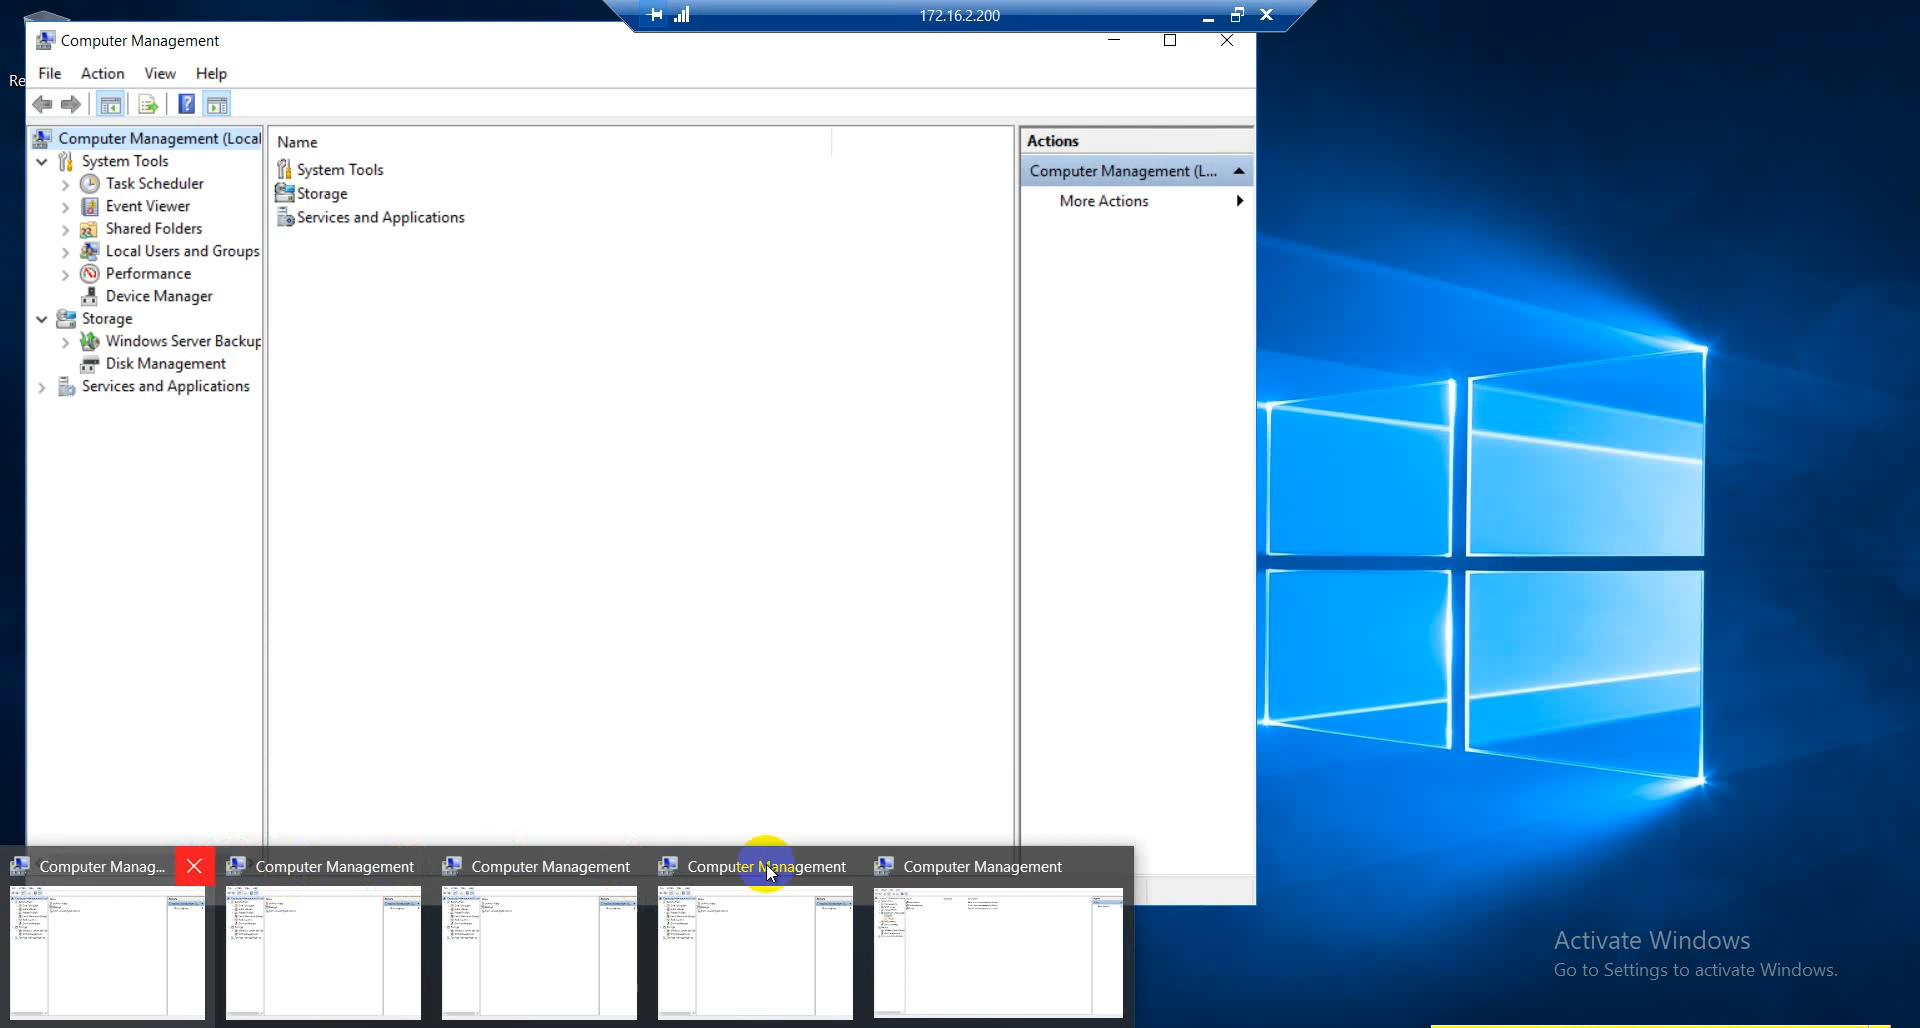 172.16.2.200
Re
Computer Management
File Action View Help
Computer Management (Local
System Tools
Task Scheduler
Event Viewer
Shared Folders
Local Users and Groups
Performance
Device Manager
Storage
Windows Server Backup
Disk Management
Services and Applications
Name
System Tools
Storage
Services and Applications
Actions
Computer Management (L...
More Actions
Computer Manag...
Computer Management
Computer Management
Computer Management
Computer Management
Activate Windows
Go to Settings to activate Windows.